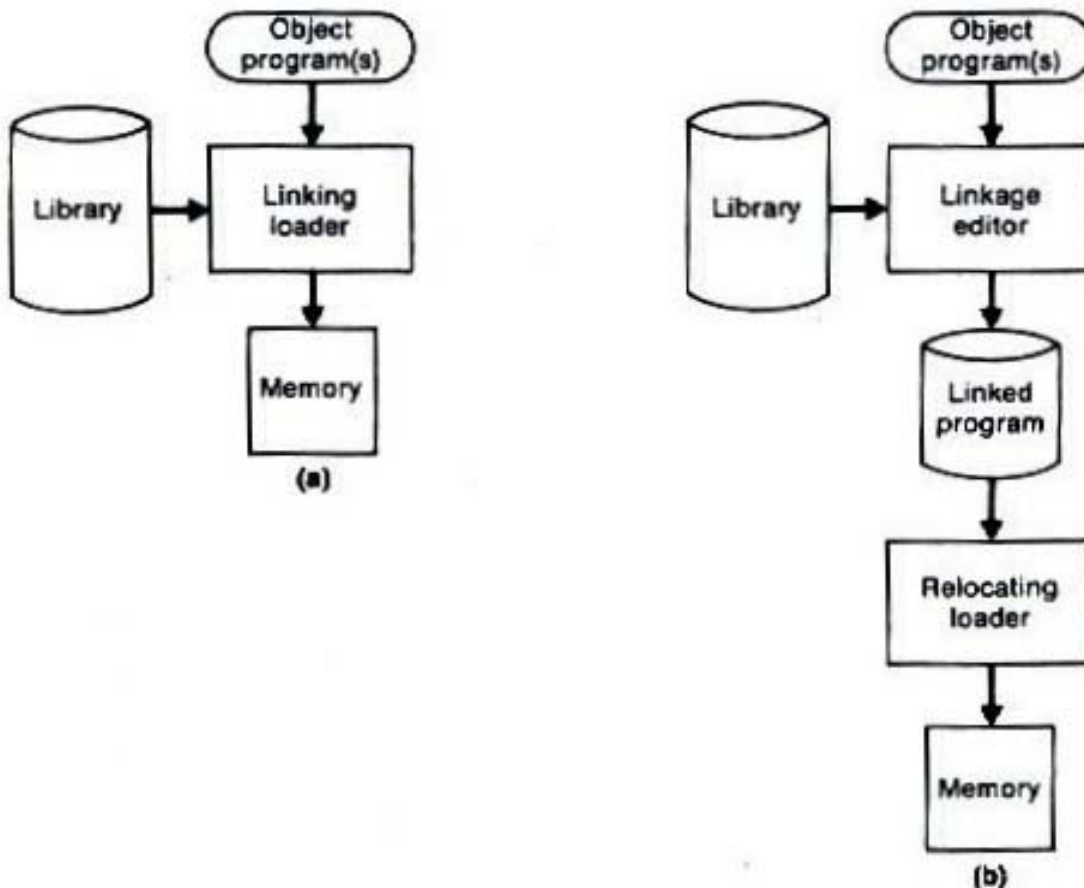 Object
program(s)
Library
Linking
loader
Memory
(a)
Object
program(s)
Library
Linkage
editor
Linked
program
Relocating
loader
Memory
(b)